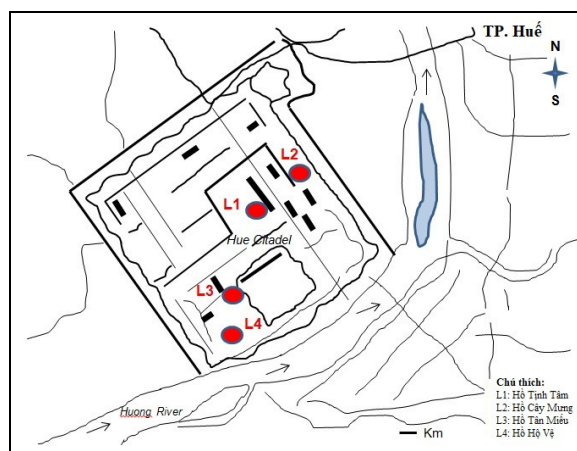 TP. Huế
N
S
L2
L1
Hue Citadel
L3
L4
Huong River
Km
Chú thích:
L1: Hồ Tịnh Tâm
L2: Hồ Cây Mưng
L3: Hồ Tân Miếu
L4: Hồ Hộ Vệ